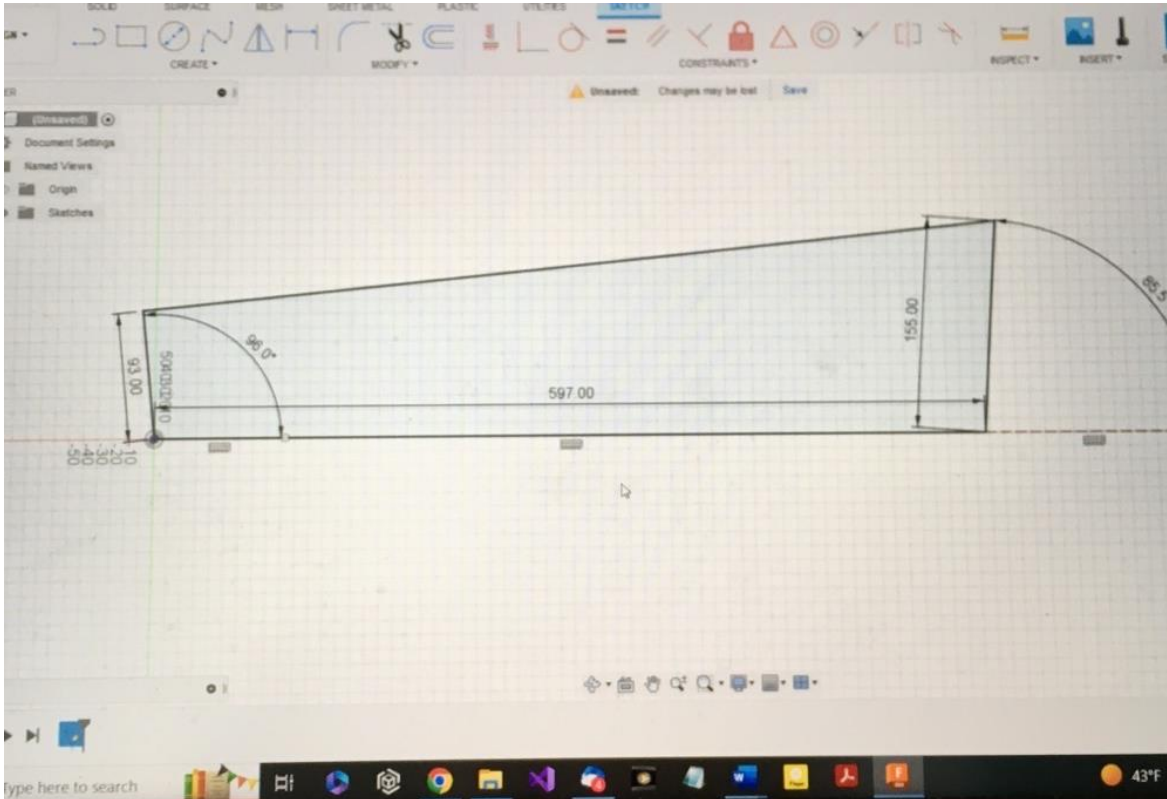 SOLID SURFACE MESH SHEET METAL PLASTIC UTILITIES SKETCH
CREATE MODIFY CONSTRAINTS INSPECT INSERT
Unsaved: Changes may be lost Save
(Unsaved)
Document Settings
Named Views
Origin
Sketches
85.5
155.00
96.0°
93.00
597.00
-50 -40 -30 -20 -10
Type here to search
43°F